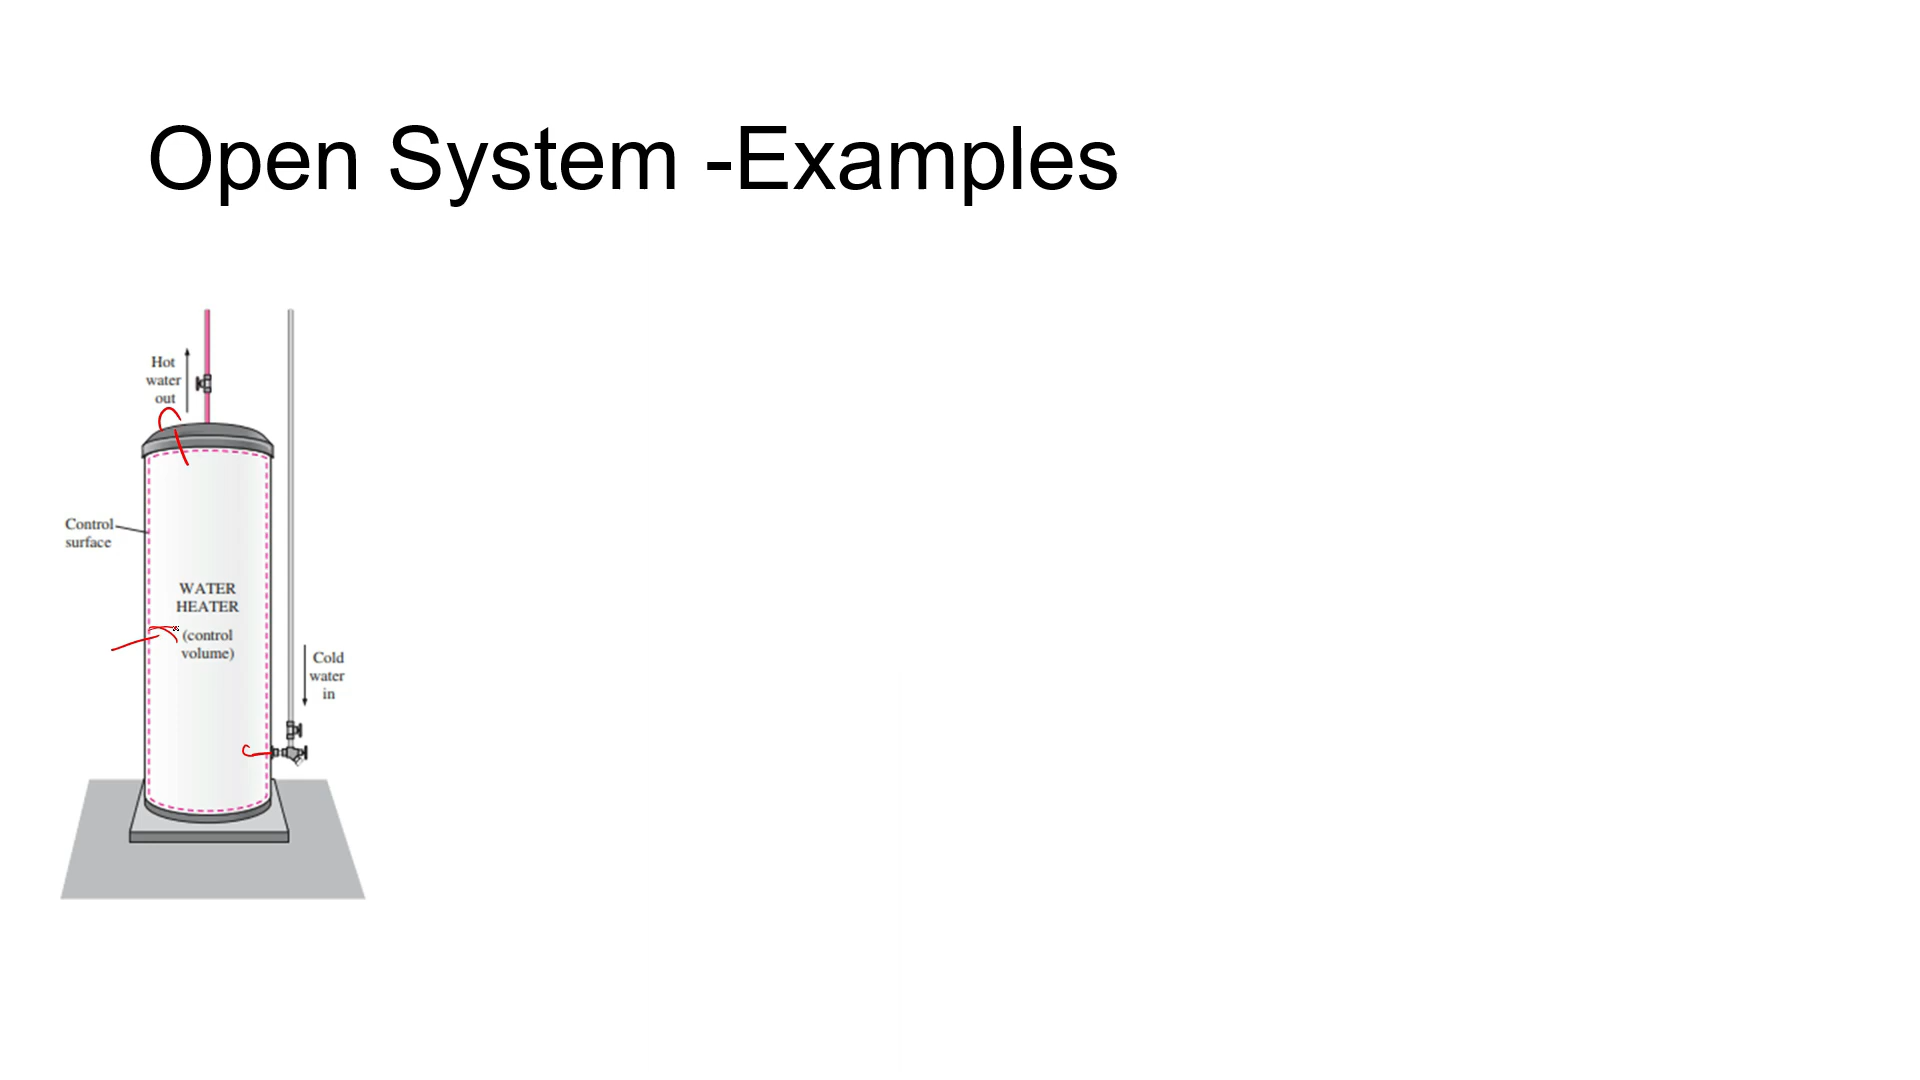 Open System -Examples
Hot
water
out
Control
surface
WATER
HEATER
(control
volume)
Cold
water
in